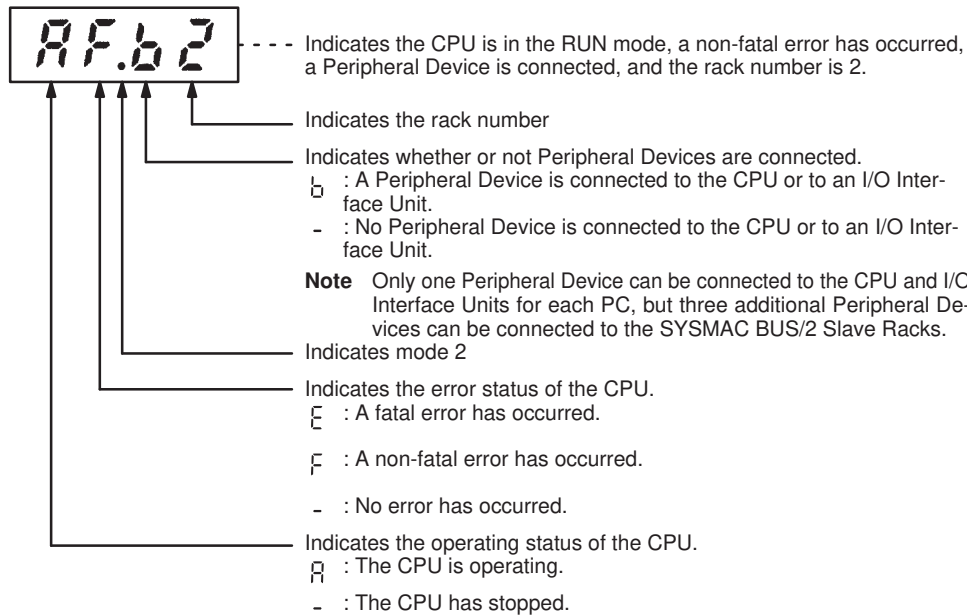 AF.b2
Indicates the CPU is in the RUN mode, a non-fatal error has occurred,
a Peripheral Device is connected, and the rack number is 2.
Indicates the rack number
Indicates whether or not Peripheral Devices are connected.
b : A Peripheral Device is connected to the CPU or to an I/O Inter-
face Unit.
- : No Peripheral Device is connected to the CPU or to an I/O Inter-
face Unit.
Note Only one Peripheral Device can be connected to the CPU and I/O
Interface Units for each PC, but three additional Peripheral De-
vices can be connected to the SYSMAC BUS/2 Slave Racks.
Indicates mode 2
Indicates the error status of the CPU.
E : A fatal error has occurred.
F : A non-fatal error has occurred.
- : No error has occurred.
Indicates the operating status of the CPU.
A : The CPU is operating.
- : The CPU has stopped.